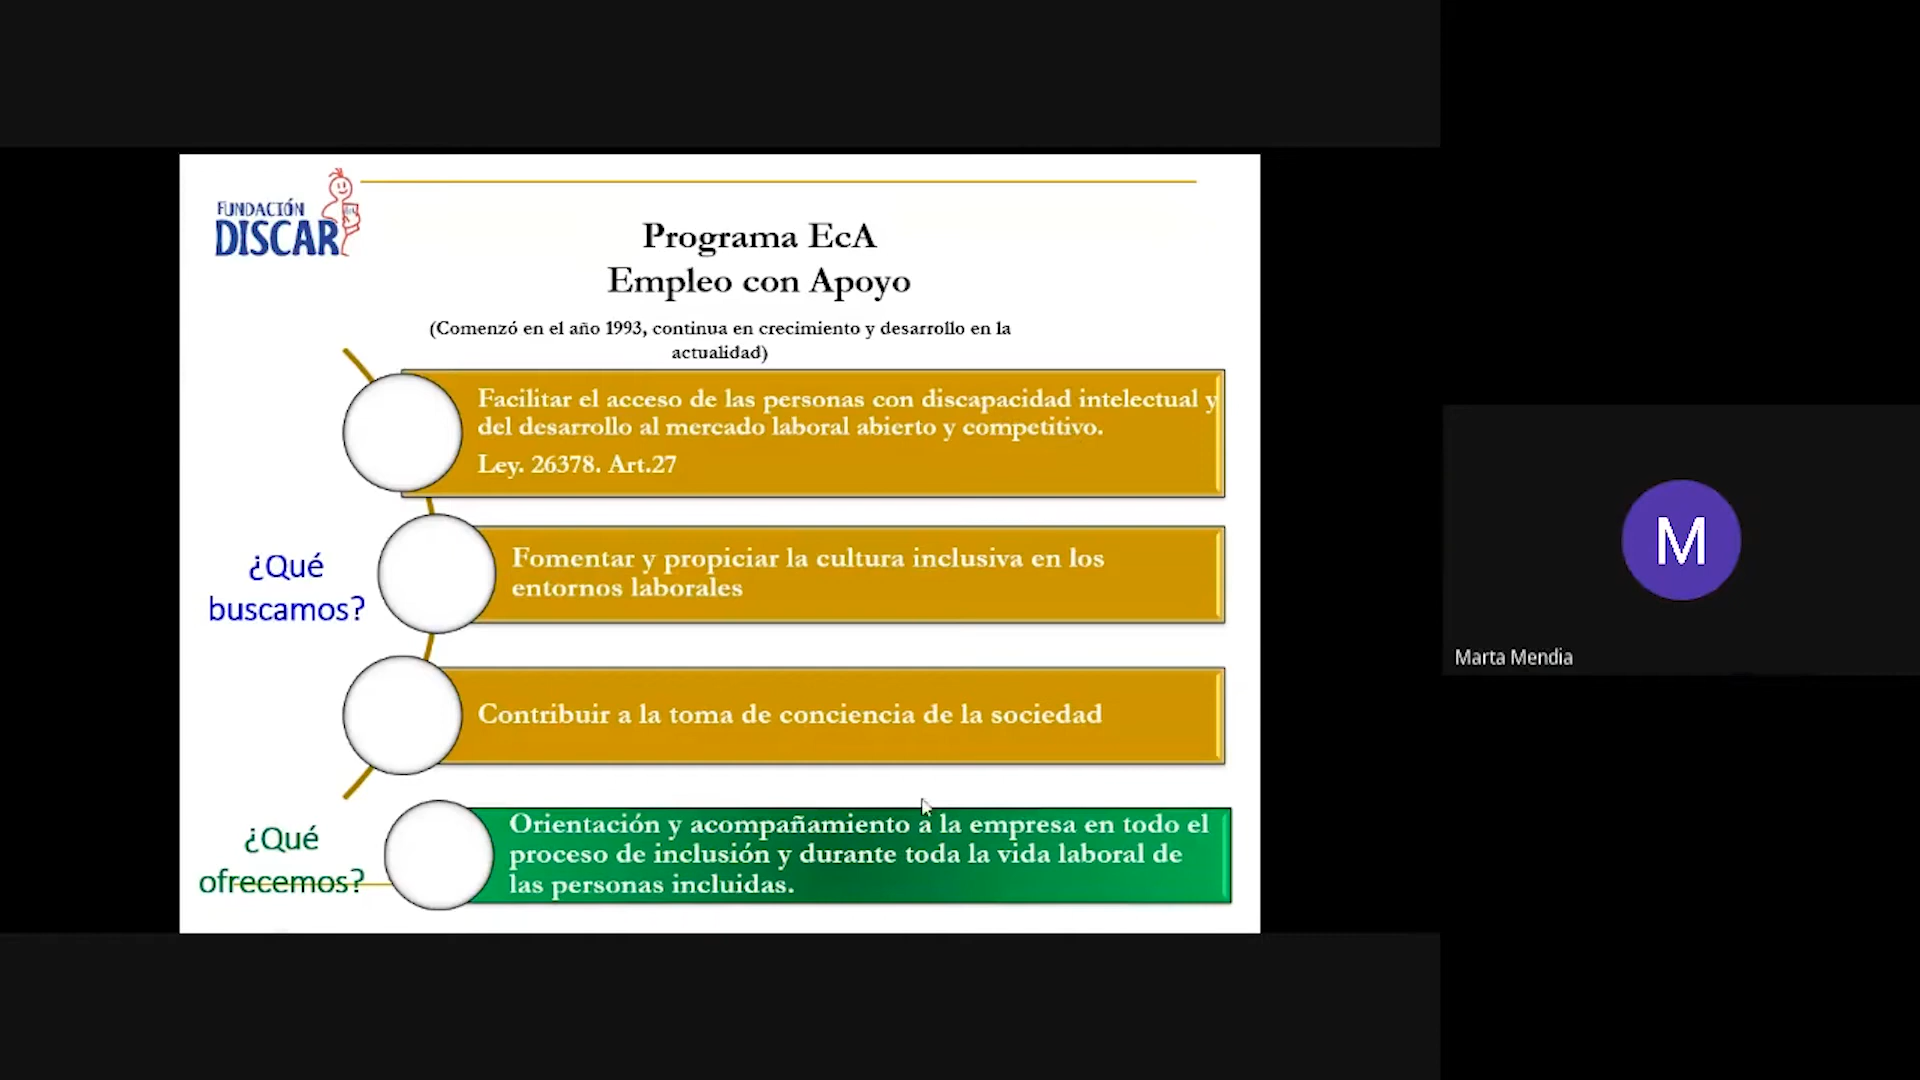 FUNDACIÓN
DISCAR
Programa EcA
Empleo con Apoyo
(Comenzó en el año 1993, continua en crecimiento y desarrollo en la
actualidad)
Facilitar el acceso de las personas con discapacidad intelectual y
del desarrollo al mercado laboral abierto y competitivo.
Ley. 26378. Art.27
¿Qué
buscamos?
Fomentar y propiciar la cultura inclusiva en los
entornos laborales
Contribuir a la toma de conciencia de la sociedad
¿Qué
ofrecemos?
Orientación y acompañamiento a la empresa en todo el
proceso de inclusión y durante toda la vida laboral de
las personas incluidas.
M
Marta Mendia